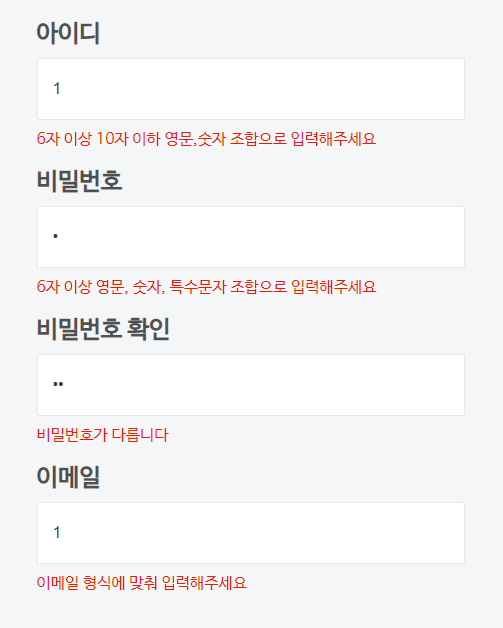 아이디
1
6자 이상 10자 이하 영문,숫자 조합으로 입력해주세요
비밀번호
•
6자 이상 영문, 숫자, 특수문자 조합으로 입력해주세요
비밀번호 확인
••
비밀번호가 다릅니다
이메일
1
이메일 형식에 맞춰 입력해주세요